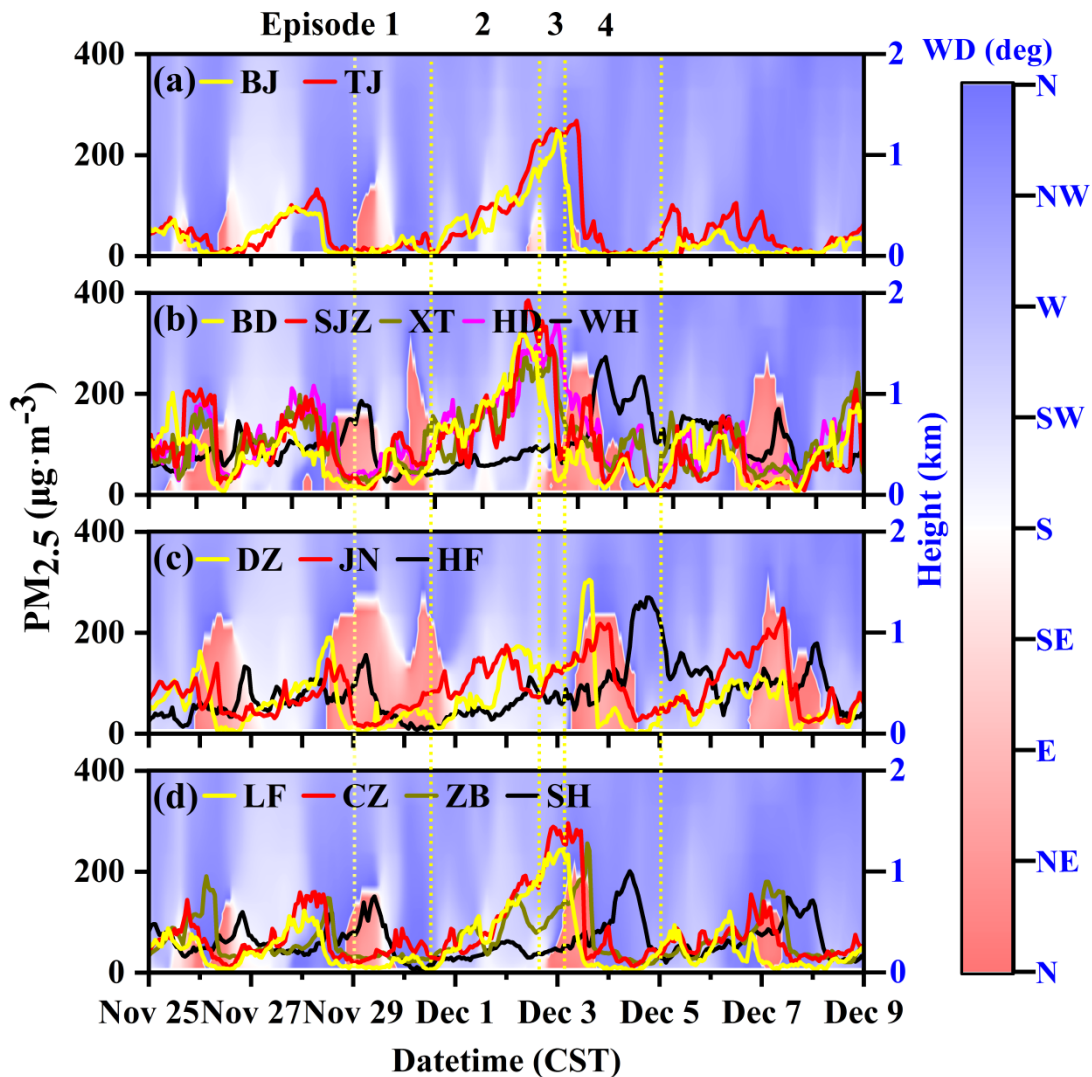 Episode 1 2 3 4
WD (deg)
400 2
(a) BJ TJ
N
200 1
NW
0 0
W
400 2
(b) BD SJZ XT HD WH
SW
200 1
0 0
S
PM2.5 (μg·m⁻³)
Height (km)
400 2
(c) DZ JN HF
SE
200 1
0 0
E
400 2
(d) LF CZ ZB SH
NE
200 1
0 0
N
Nov 25 Nov 27 Nov 29 Dec 1 Dec 3 Dec 5 Dec 7 Dec 9
Datetime (CST)